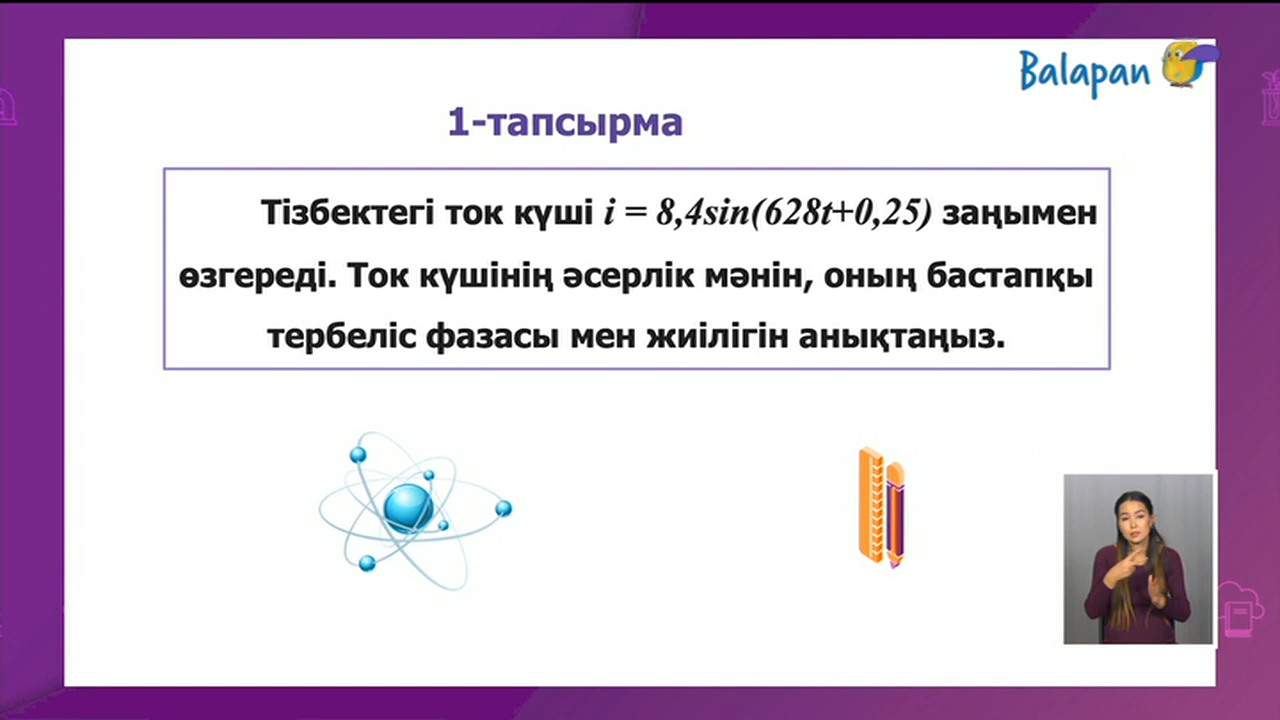 Balapan
1-тапсырма
Тізбектегі ток күші i = 8,4sin(628t+0,25) заңымен
өзгереді. Ток күшінің әсерлік мәнін, оның бастапқы
тербеліс фазасы мен жиілігін анықтаңыз.